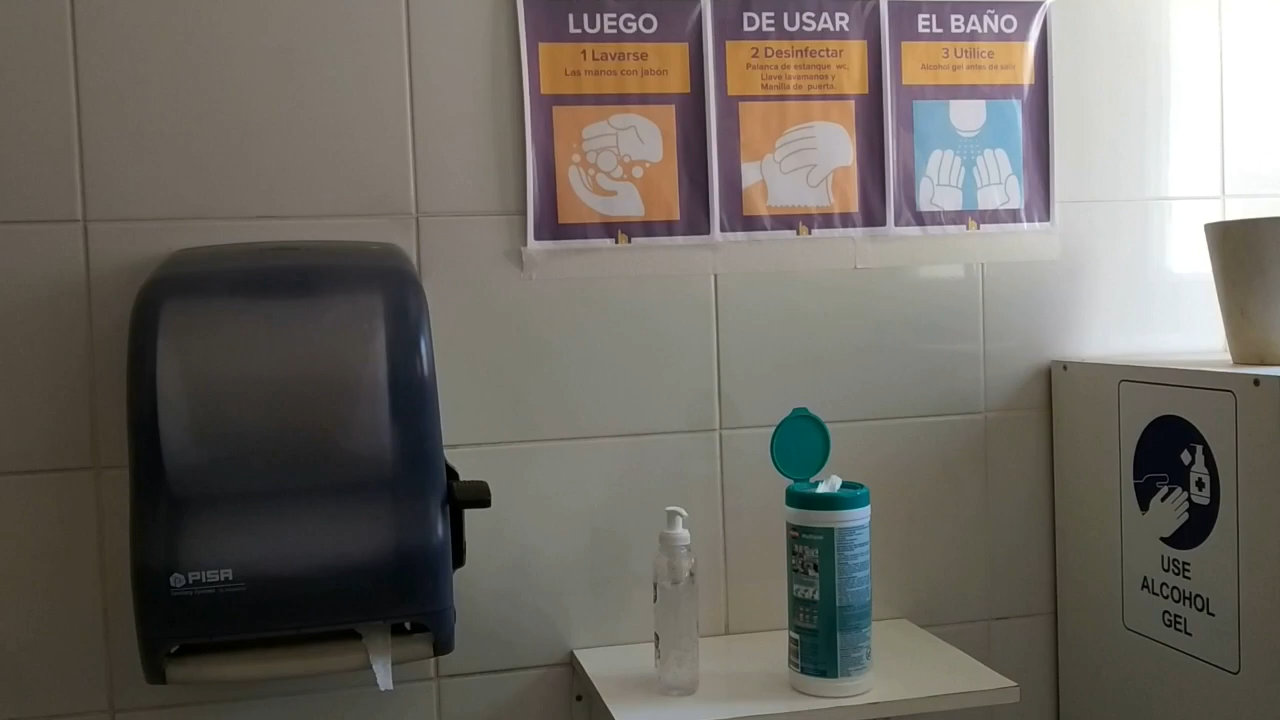 LUEGO
1 Lavarse
Las manos con jabón
DE USAR
2 Desinfectar
Palanca de estanque wc,
Llave lavamanos y
Manilla de puerta.
EL BAÑO
3 Utilice
Alcohol gel antes de salir
PISA
USE
ALCOHOL
GEL